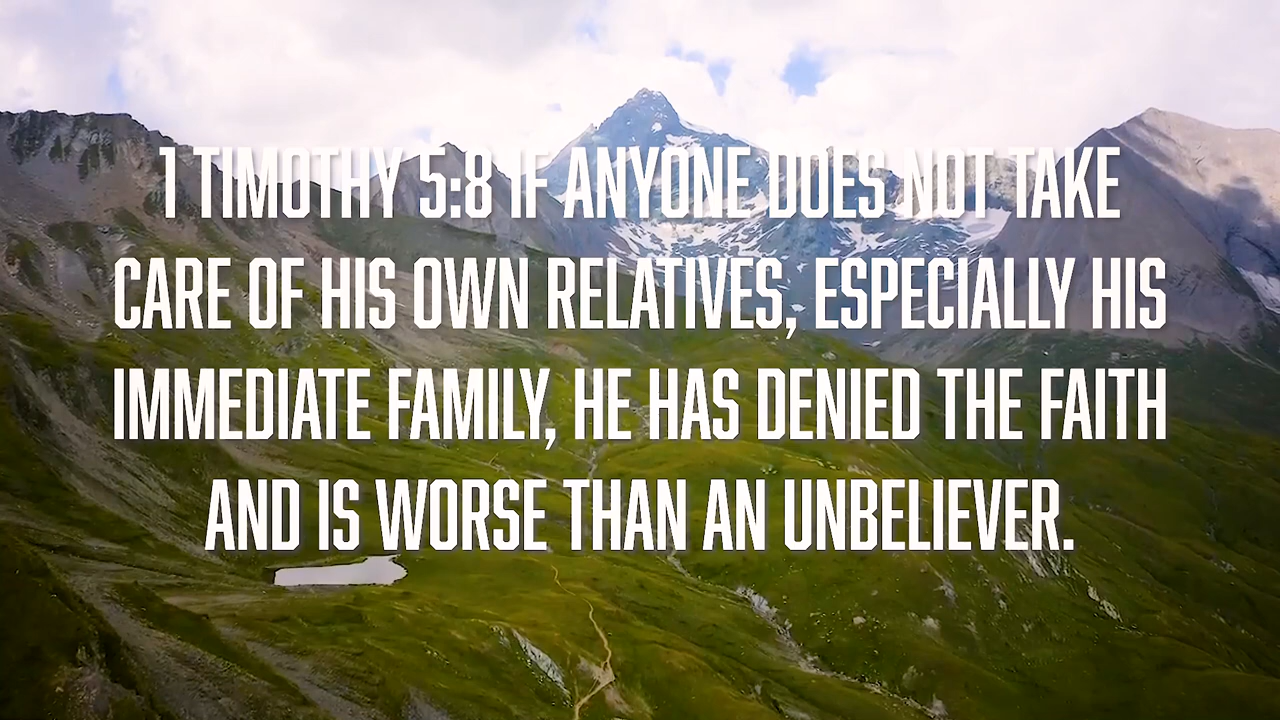 1 TIMOTHY 5:8 IF ANYONE DOES NOT TAKE
CARE OF HIS OWN RELATIVES, ESPECIALLY HIS
IMMEDIATE FAMILY, HE HAS DENIED THE FAITH
AND IS WORSE THAN AN UNBELIEVER.